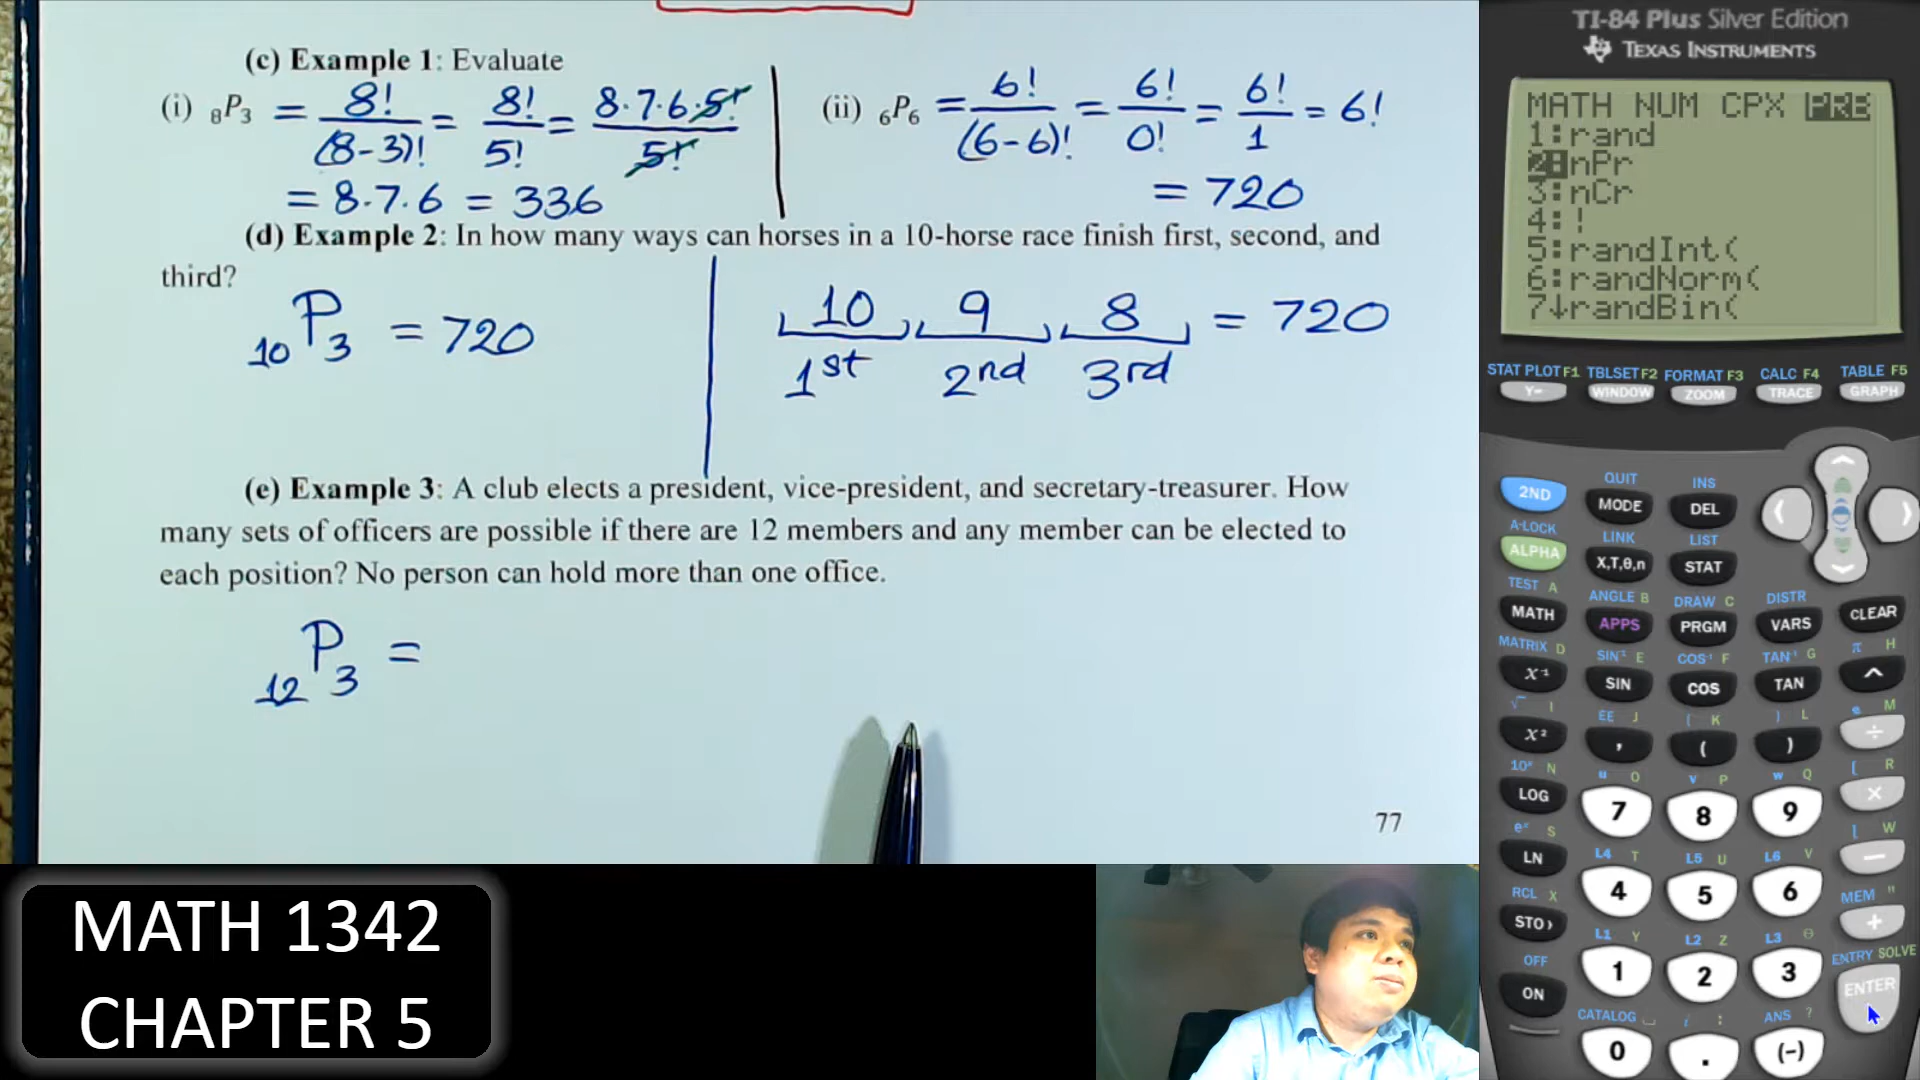 (c) Example 1: Evaluate
(i) ₈P₃ = 8!/(8-3)! = 8!/5! = 8·7·6·5!/5!
= 8·7·6 = 336
(ii) ₆P₆ = 6!/(6-6)! = 6!/0! = 6!/1 = 6!
= 720
(d) Example 2: In how many ways can horses in a 10-horse race finish first, second, and
third?
₁₀P₃ = 720
10 9 8 = 720
1st 2nd 3rd
(e) Example 3: A club elects a president, vice-president, and secretary-treasurer. How
many sets of officers are possible if there are 12 members and any member can be elected to
each position? No person can hold more than one office.
₁₂P₃ =
77
MATH 1342
CHAPTER 5
TI-84 Plus Silver Edition
TEXAS INSTRUMENTS
MATH NUM CPX PRB
1:rand
2:nPr
3:nCr
4:!
5:randInt(
6:randNorm(
7↓randBin(
STAT PLOT F1 TBLSET F2 FORMAT F3 CALC F4 TABLE F5
Y= WINDOW ZOOM TRACE GRAPH
QUIT INS
2ND MODE DEL
A-LOCK LINK LIST
ALPHA X,T,θ,n STAT
TEST A ANGLE B DRAW C DISTR
MATH APPS PRGM VARS CLEAR
MATRIX D SIN⁻¹ E COS⁻¹ F TAN⁻¹ G π H
x⁻¹ SIN COS TAN ^
√ I EE J { K } L e M
x² , ( ) ÷
10ˣ N u O v P w Q [ R
LOG 7 8 9 ×
eˣ S L4 T L5 U L6 V ] W
LN 4 5 6 −
RCL X L1 Y L2 Z L3 θ MEM "
STO› 1 2 3 +
OFF CATALOG i : ANS ? ENTRY SOLVE
ON 0 . (-) ENTER